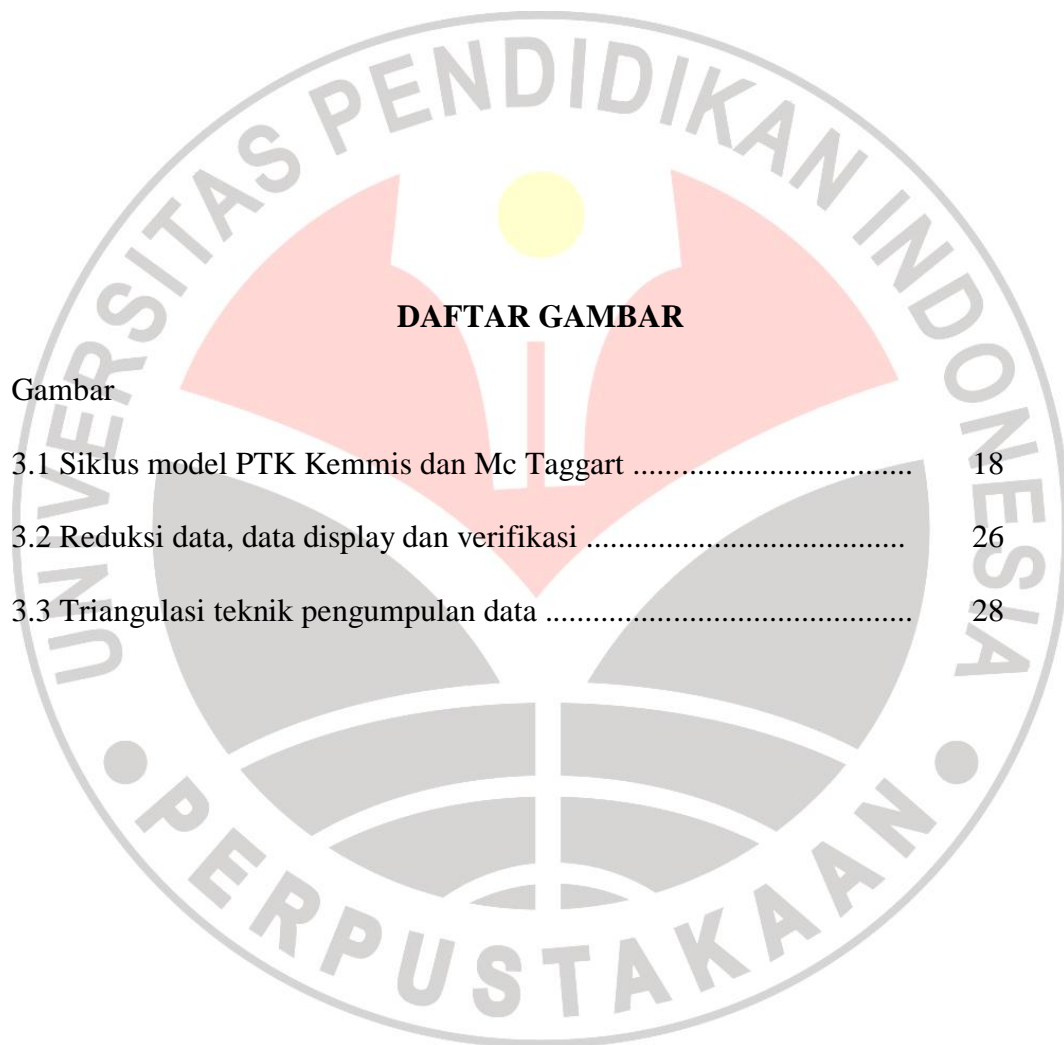 UNIVERSITAS PENDIDIKAN INDONESIA
DAFTAR GAMBAR
Gambar
3.1 Siklus model PTK Kemmis dan Mc Taggart ................................. 18
3.2 Reduksi data, data display dan verifikasi ...................................... 26
3.3 Triangulasi teknik pengumpulan data ........................................... 28
PERPUSTAKAAN